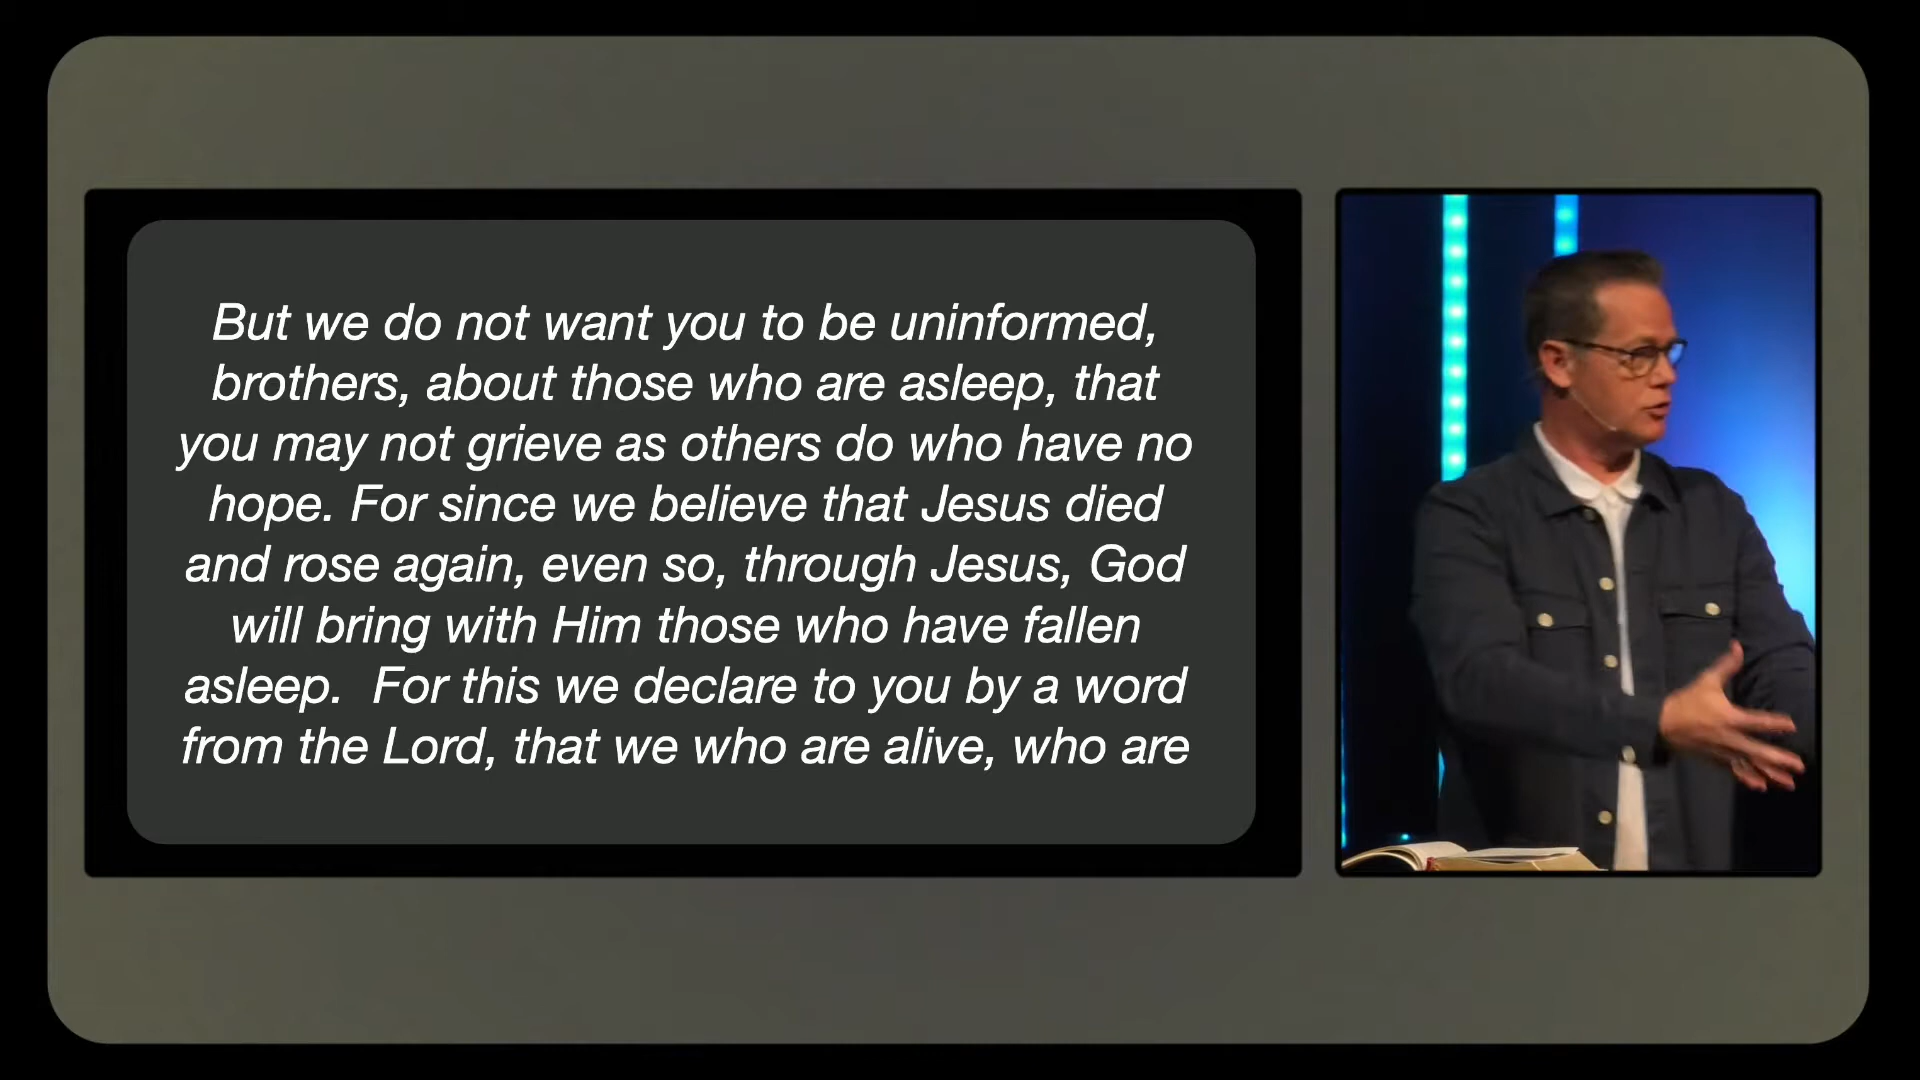 But we do not want you to be uninformed,
brothers, about those who are asleep, that
you may not grieve as others do who have no
hope. For since we believe that Jesus died
and rose again, even so, through Jesus, God
will bring with Him those who have fallen
asleep.  For this we declare to you by a word
from the Lord, that we who are alive, who are